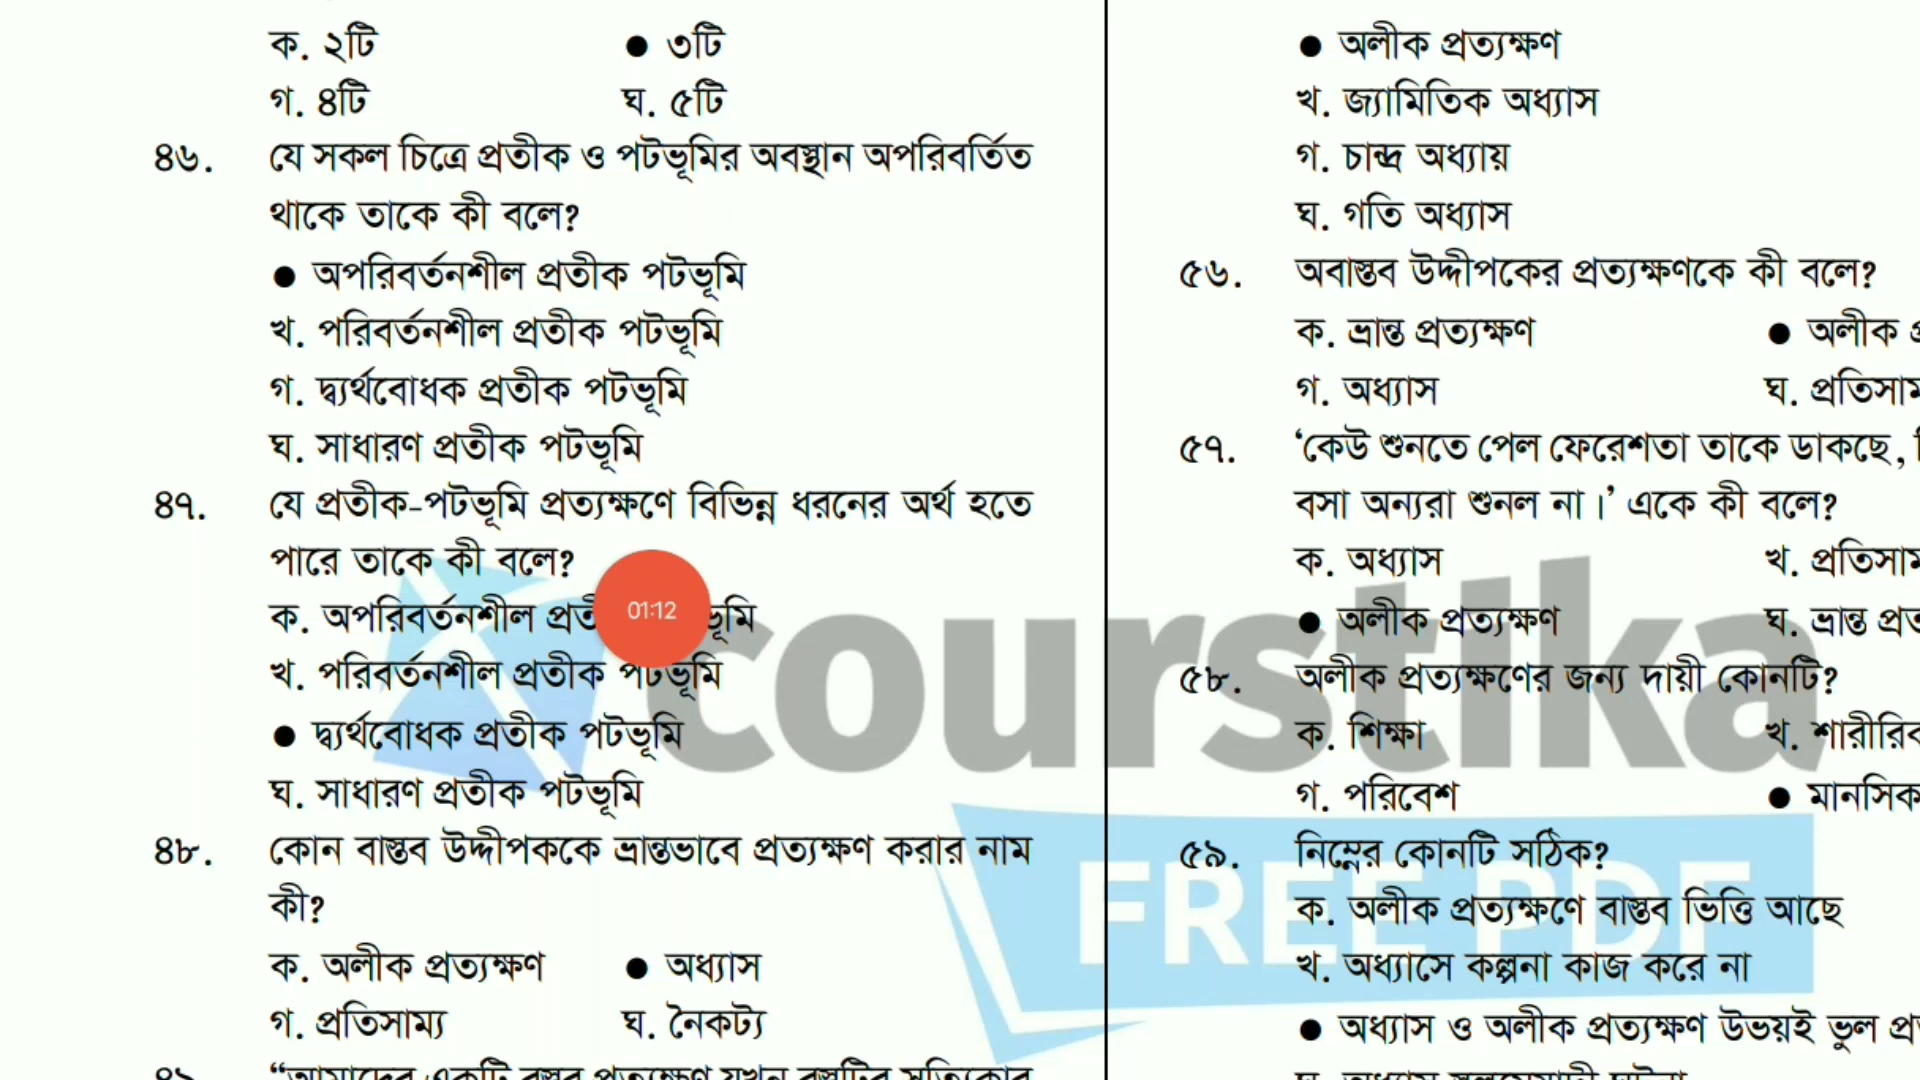 ক. ২টি ● ৩টি
গ. ৪টি ঘ. ৫টি
৪৬. যে সকল চিত্রে প্রতীক ও পটভূমির অবস্থান অপরিবর্তিত
থাকে তাকে কী বলে?
● অপরিবর্তনশীল প্রতীক পটভূমি
খ. পরিবর্তনশীল প্রতীক পটভূমি
গ. দ্ব্যর্থবোধক প্রতীক পটভূমি
ঘ. সাধারণ প্রতীক পটভূমি
৪৭. যে প্রতীক-পটভূমি প্রত্যক্ষণে বিভিন্ন ধরনের অর্থ হতে
পারে তাকে কী বলে?
ক. অপরিবর্তনশীল
01:12
খ. পরিবর্তনশীল প্রতীক পটভূমি
● দ্ব্যর্থবোধক প্রতীক পটভূমি
ঘ. সাধারণ প্রতীক পটভূমি
৪৮. কোন বাস্তব উদ্দীপককে ভ্রান্তভাবে প্রত্যক্ষণ করার নাম
কী?
ক. অলীক প্রত্যক্ষণ ● অধ্যাস
গ. প্রতিসাম্য ঘ. নৈকট্য
● অলীক প্রত্যক্ষণ
খ. জ্যামিতিক অধ্যাস
গ. চান্দ্র অধ্যায়
ঘ. গতি অধ্যাস
৫৬. অবাস্তব উদ্দীপকের প্রত্যক্ষণকে কী বলে?
ক. ভ্রান্ত প্রত্যক্ষণ ● অলীক
গ. অধ্যাস ঘ.
৫৭. ‘কেউ শুনতে পেল ফেরেশতা তাকে ডাকছে,
বসা অন্যরা শুনল না।’ একে কী বলে?
ক. অধ্যাস খ.
● অলীক প্রত্যক্ষণ ঘ. ভ্রান্ত
৫৮. অলীক প্রত্যক্ষণের জন্য দায়ী কোনটি?
ক. শিক্ষা খ.
গ. পরিবেশ ● মানসিক
৫৯. নিম্নের কোনটি সঠিক?
ক. অলীক প্রত্যক্ষণে বাস্তব ভিত্তি আছে
খ. অধ্যাসে কল্পনা কাজ করে না
● অধ্যাস ও অলীক প্রত্যক্ষণ উভয়ই ভুল
courstika
FREE PDF